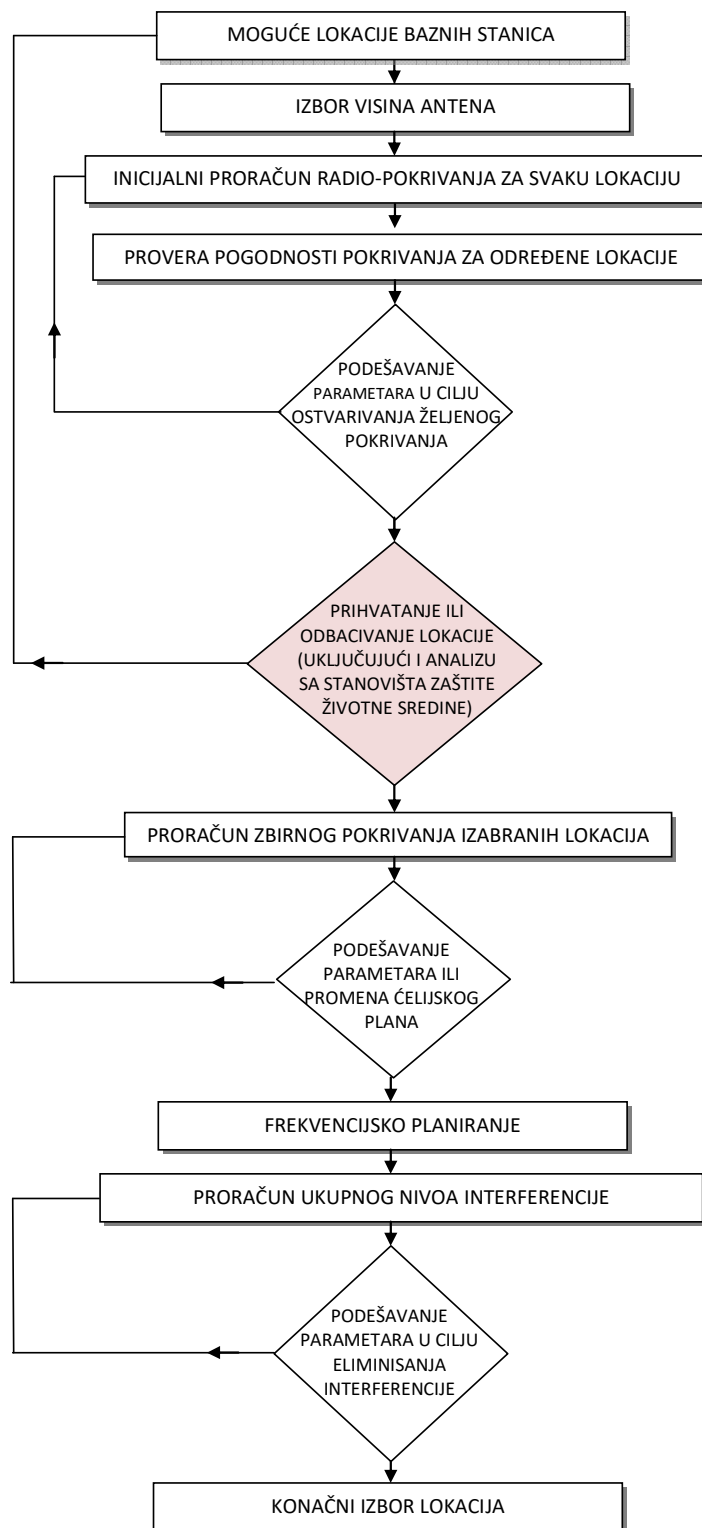 MOGUĆE LOKACIJE BAZNIH STANICA
IZBOR VISINA ANTENA
INICIJALNI PRORAČUN RADIO-POKRIVANJA ZA SVAKU LOKACIJU
PROVERA POGODNOSTI POKRIVANJA ZA ODREĐENE LOKACIJE
PODEŠAVANJE
PARAMETARA U CILJU
OSTVARIVANJA ŽELJENOG
POKRIVANJA
PRIHVATANJE ILI
ODBACIVANJE LOKACIJE
(UKLJUČUJUĆI I ANALIZU
SA STANOVIŠTA ZAŠTITE
ŽIVOTNE SREDINE)
PRORAČUN ZBIRNOG POKRIVANJA IZABRANIH LOKACIJA
PODEŠAVANJE
PARAMETARA ILI
PROMENA ĆELIJSKOG
PLANA
FREKVENCIJSKO PLANIRANJE
PRORAČUN UKUPNOG NIVOA INTERFERENCIJE
PODEŠAVANJE
PARAMETARA U CILJU
ELIMINISANJA
INTERFERENCIJE
KONAČNI IZBOR LOKACIJA